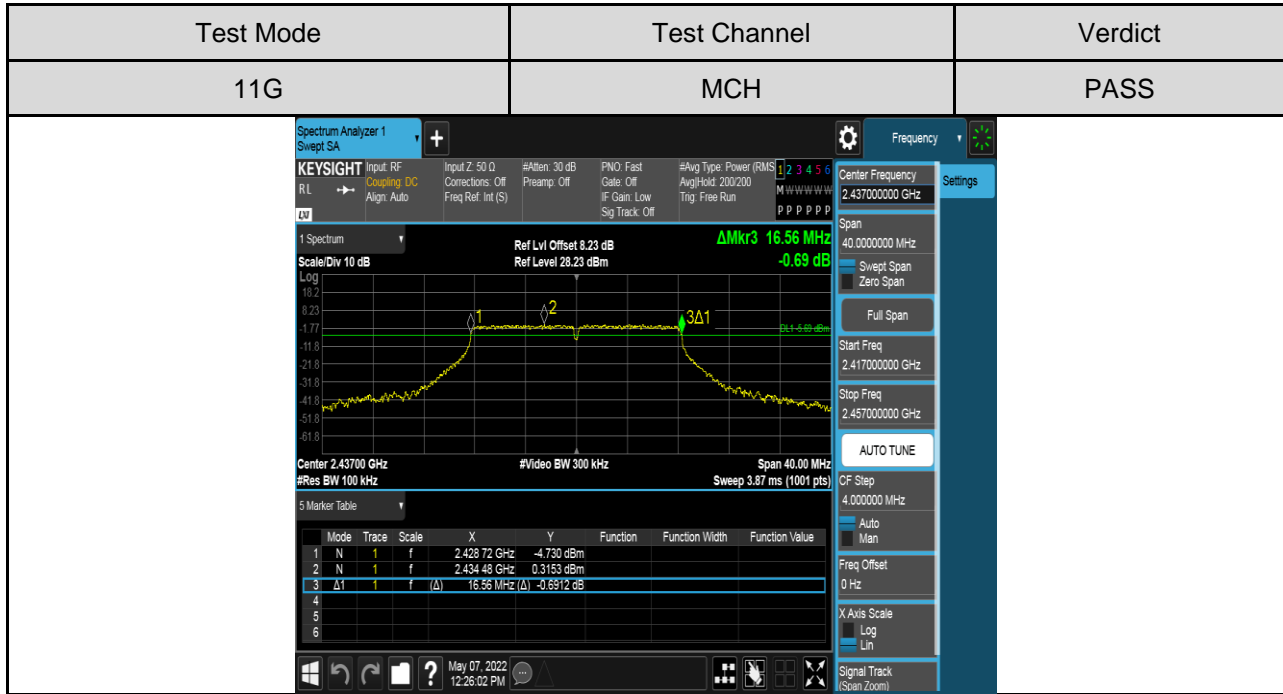 Test Mode Test Channel Verdict
11G MCH PASS
Spectrum Analyzer 1
Swept SA
+
Frequency
KEYSIGHT
RL
LXI
Input: RF
Coupling: DC
Align: Auto
Input Z: 50 Ω
Corrections: Off
Freq Ref: Int (S)
#Atten: 30 dB
Preamp: Off
PNO: Fast
Gate: Off
IF Gain: Low
Sig Track: Off
#Avg Type: Power (RMS
Avg|Hold: 200/200
Trig: Free Run
1 2 3 4 5 6
M W W W W W
P P P P P P
1 Spectrum
Scale/Div 10 dB
Ref Lvl Offset 8.23 dB
Ref Level 28.23 dBm
ΔMkr3 16.56 MHz
-0.69 dB
Log
18.2
8.23
-1.77
-11.8
-21.8
-31.8
-41.8
-51.8
-61.8
1
2
3Δ1
DL1 -5.69 dBm
Center 2.43700 GHz
#Res BW 100 kHz
#Video BW 300 kHz
Span 40.00 MHz
Sweep 3.87 ms (1001 pts)
5 Marker Table
Mode Trace Scale X Y Function Function Width Function Value
1 N 1 f 2.428 72 GHz -4.730 dBm
2 N 1 f 2.434 48 GHz 0.3153 dBm
3 Δ1 1 f (Δ) 16.56 MHz (Δ) -0.6912 dB
4
5
6
?
May 07, 2022
12:26:02 PM
Center Frequency
2.437000000 GHz
Settings
Span
40.0000000 MHz
Swept Span
Zero Span
Full Span
Start Freq
2.417000000 GHz
Stop Freq
2.457000000 GHz
AUTO TUNE
CF Step
4.000000 MHz
Auto
Man
Freq Offset
0 Hz
X Axis Scale
Log
Lin
Signal Track
(Span Zoom)